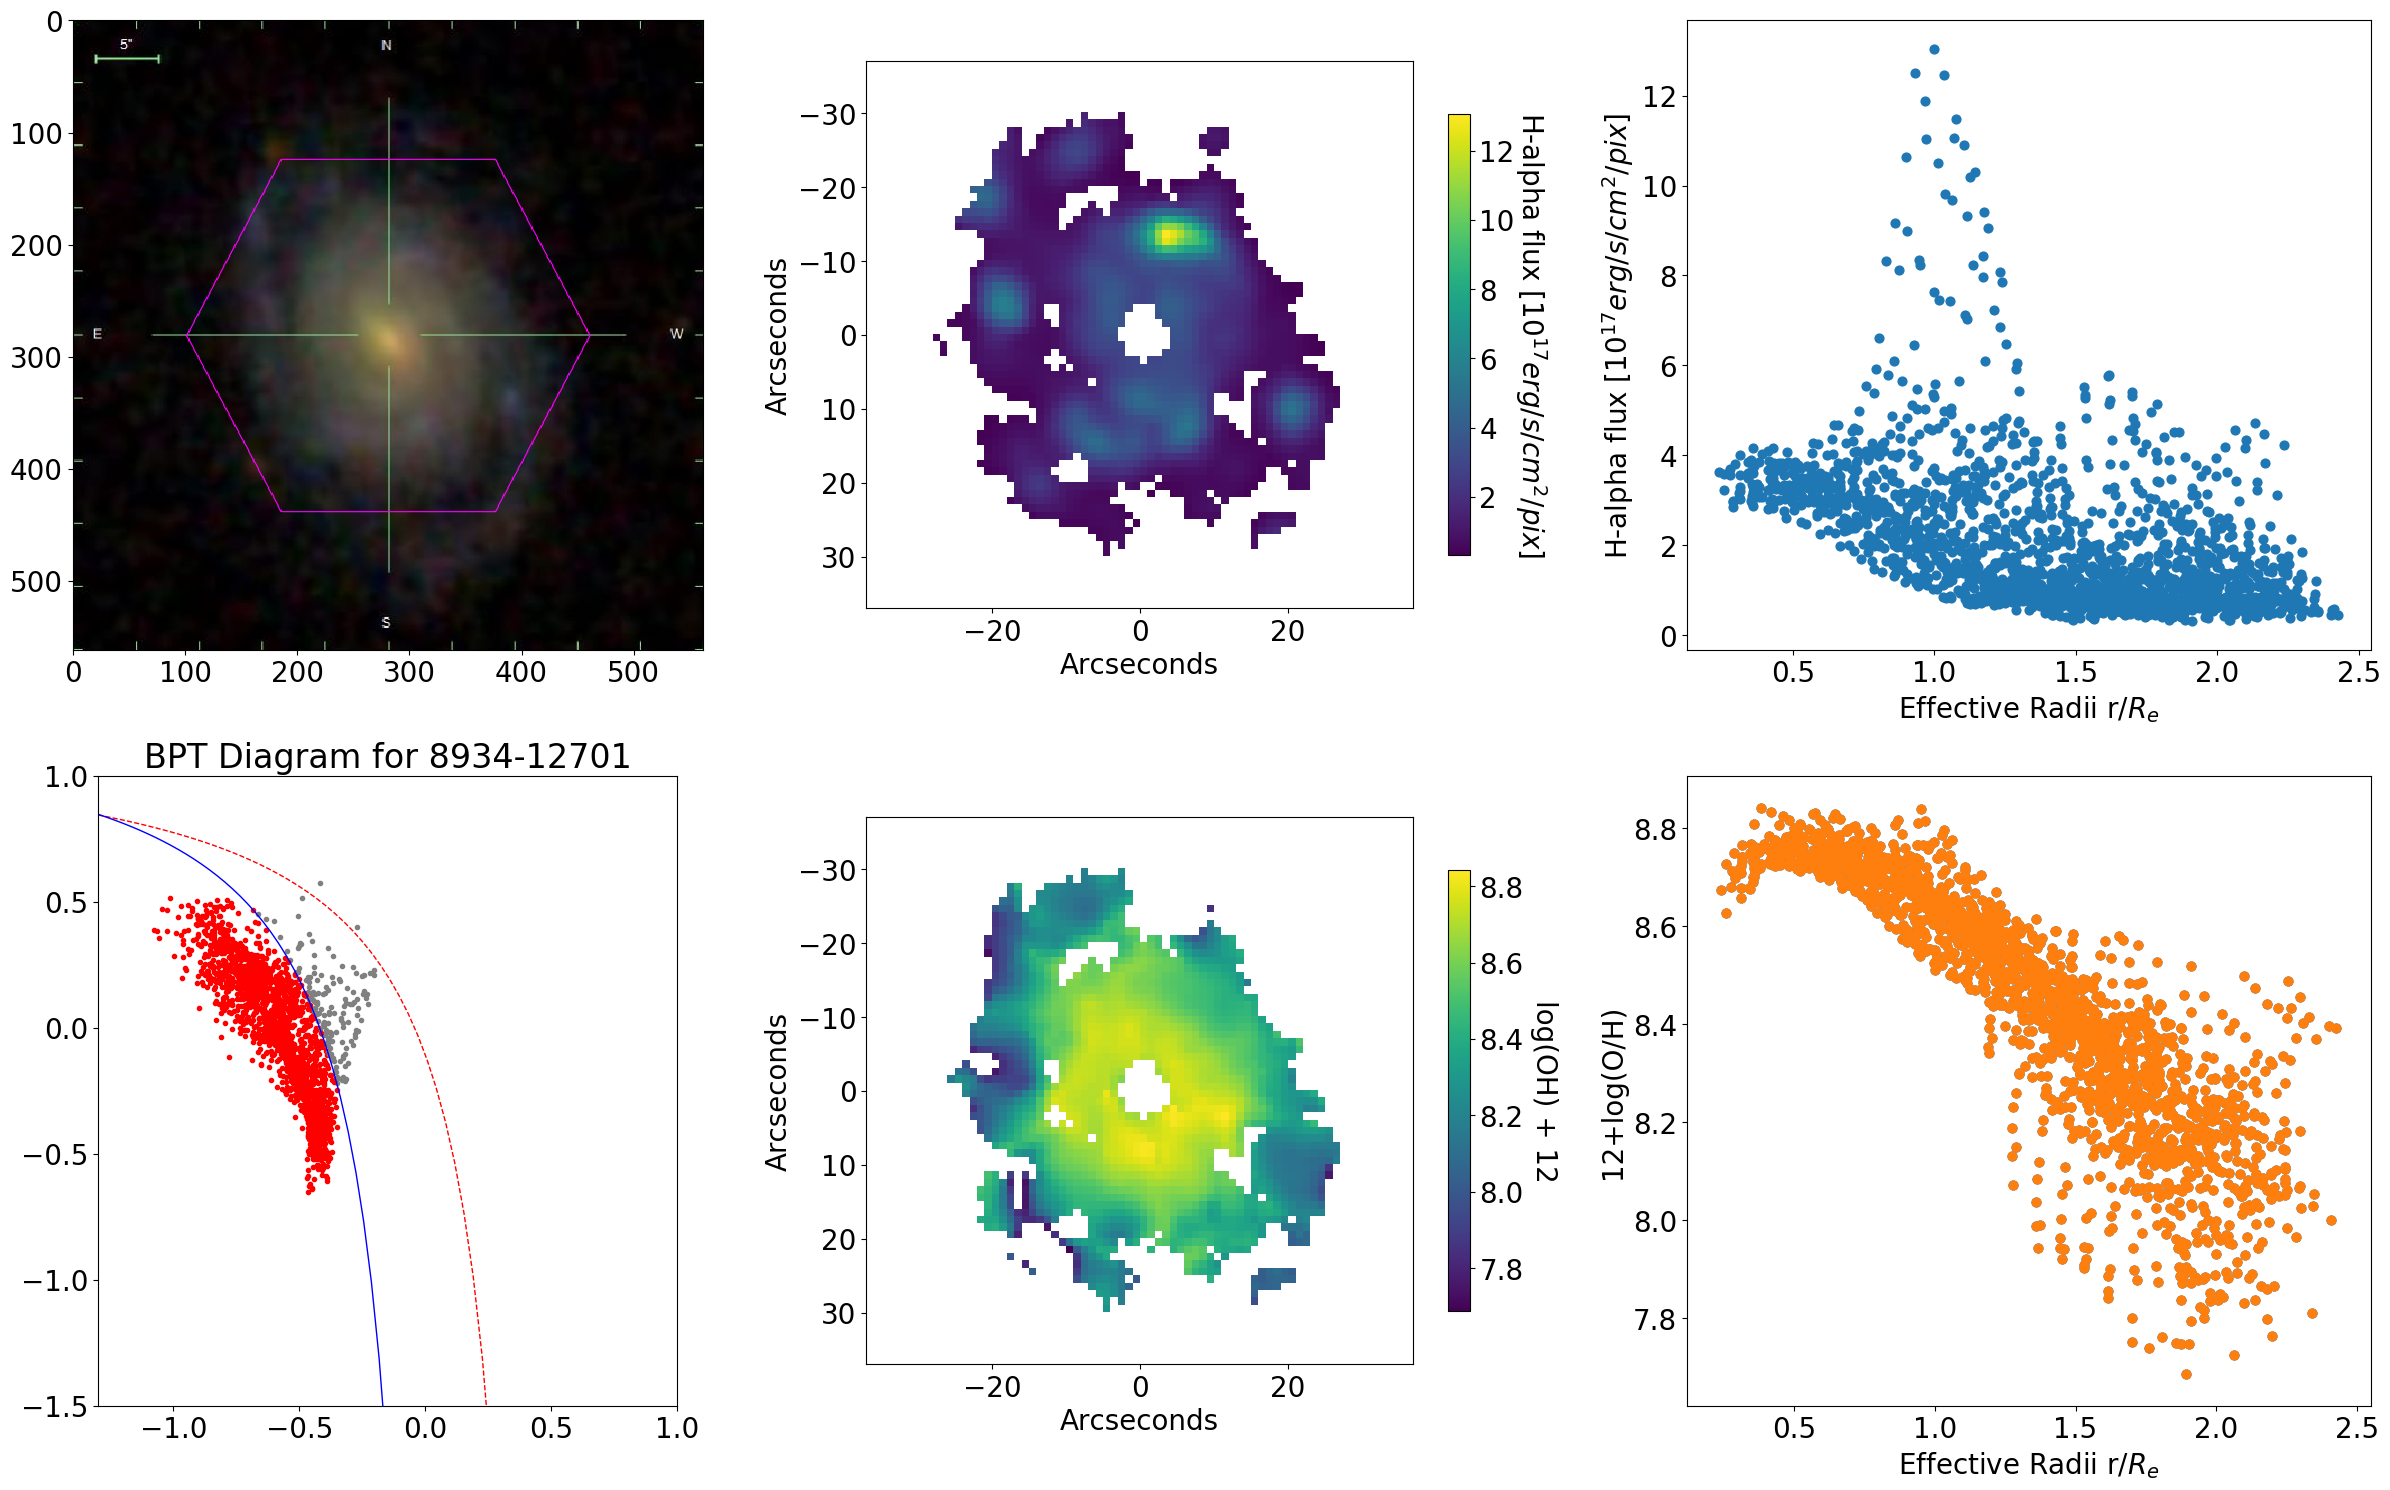 0
100
200
300
400
500
5"
N
E
W
S
0 100 200 300 400 500
−30
−20
−10
0
10
20
30
Arcseconds
−20 0 20
Arcseconds
12
10
8
6
4
2
H-alpha flux [10^17 erg/s/cm^2/pix]
H-alpha flux [10^17 erg/s/cm^2/pix]
12
10
8
6
4
2
0
0.5 1.0 1.5 2.0 2.5
Effective Radii r/R_e
BPT Diagram for 8934-12701
1.0
0.5
0.0
−0.5
−1.0
−1.5
−1.0 −0.5 0.0 0.5 1.0
−30
−20
−10
0
10
20
30
Arcseconds
−20 0 20
Arcseconds
8.8
8.6
8.4
8.2
8.0
7.8
log(OH) + 12
12+log(O/H)
8.8
8.6
8.4
8.2
8.0
7.8
0.5 1.0 1.5 2.0 2.5
Effective Radii r/R_e